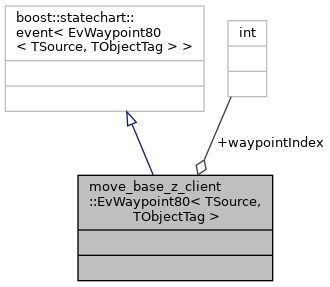 boost::statechart::
event< EvWaypoint80
< TSource, TObjectTag > >
int
+waypointIndex
move_base_z_client
::EvWaypoint80< TSource,
TObjectTag >